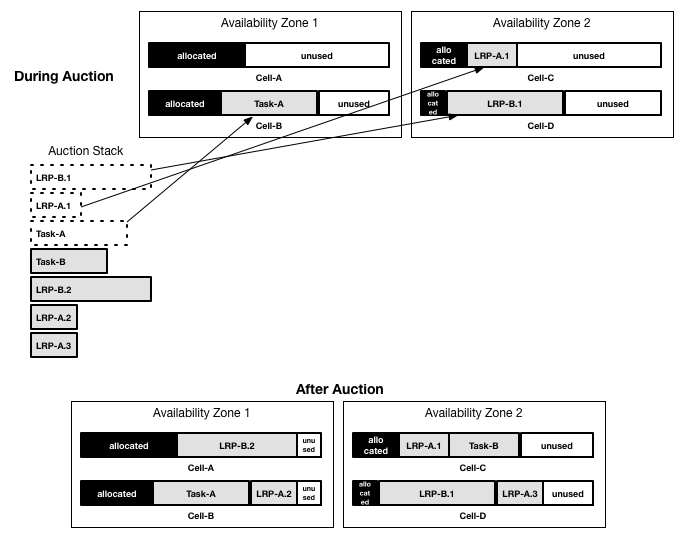 Availability Zone 1
Availability Zone 2
During Auction
allocated
unused
Cell-A
allo
cated
LRP-A.1
unused
Cell-C
allocated
Task-A
unused
Cell-B
allo
cat
ed
LRP-B.1
unused
Cell-D
Auction Stack
LRP-B.1
LRP-A.1
Task-A
Task-B
LRP-B.2
LRP-A.2
LRP-A.3
After Auction
Availability Zone 1
Availability Zone 2
allocated
LRP-B.2
unu
sed
Cell-A
allo
cated
LRP-A.1
Task-B
unused
Cell-C
allocated
Task-A
LRP-A.2
unu
sed
Cell-B
allo
cat
ed
LRP-B.1
LRP-A.3
unused
Cell-D